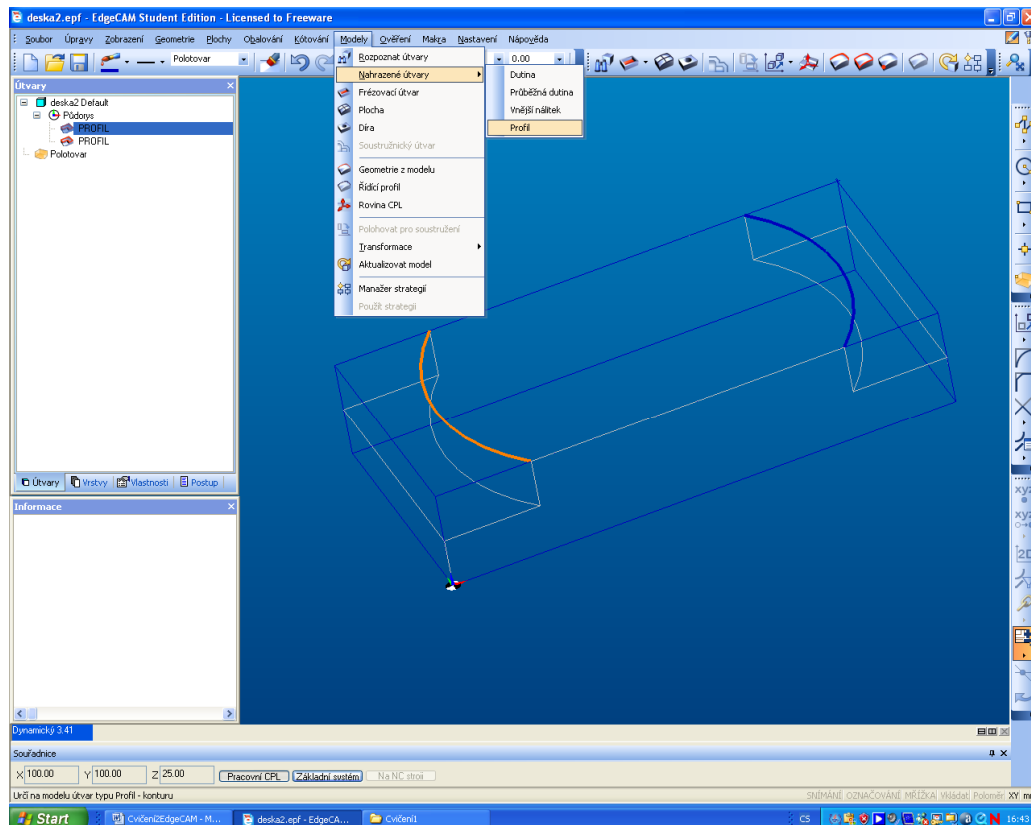 deska2.epf - EdgeCAM Student Edition - Licensed to Freeware
Soubor Úpravy Zobrazení Geometrie Plochy Obalování Kótování Modely Ověření Makra Nastavení Nápověda
Polotovar
0.00
Útvary
deska2 Default
Půdorys
PROFIL
PROFIL
Polotovar
Rozpoznat útvary
Nahrazené útvary
Frézovací útvar
Plocha
Díra
Soustružnický útvar
Geometrie z modelu
Řídící profil
Rovina CPL
Polohovat pro soustružení
Transformace
Aktualizovat model
Manažer strategií
Použít strategii
Dutina
Průběžná dutina
Vnější nálitek
Profil
Útvary Vrstvy Vlastnosti Postup
Informace
Dynamický 3.41
Souřadnice
X 100.00 Y 100.00 Z 25.00 Pracovní CPL Základní systém Na NC stroji
Urči na modelu útvar typu Profil - konturu
SNÍMÁNÍ OZNAČOVÁNÍ MŘÍŽKA Vkládat Poloměr XY mm
Start Cvičení2EdgeCAM - M... deska2.epf - EdgeCA... Cvičení1 CS 16:43